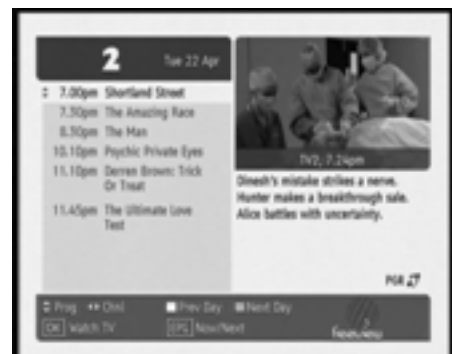 2 Tue 22 Apr
7.00pm Shortland Street
7.30pm The Amazing Race
8.30pm The Man
10.10pm Psychic Private Eyes
11.10pm Derren Brown: Trick
Or Treat
11.45pm The Ultimate Love
Test
TV2, 7.24pm
Dinesh's mistake strikes a nerve.
Hunter makes a breakthrough sale.
Alice battles with uncertainty.
PGR
Prog Chnl Prev Day Next Day
OK Watch TV EPG Now/Next
freeview